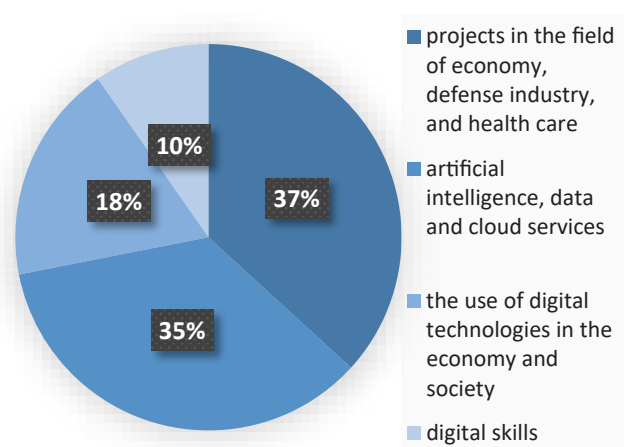 10%
18%
37%
35%
projects in the field
of economy,
defense industry,
and health care
artificial
intelligence, data
and cloud services
the use of digital
technologies in the
economy and
society
digital skills